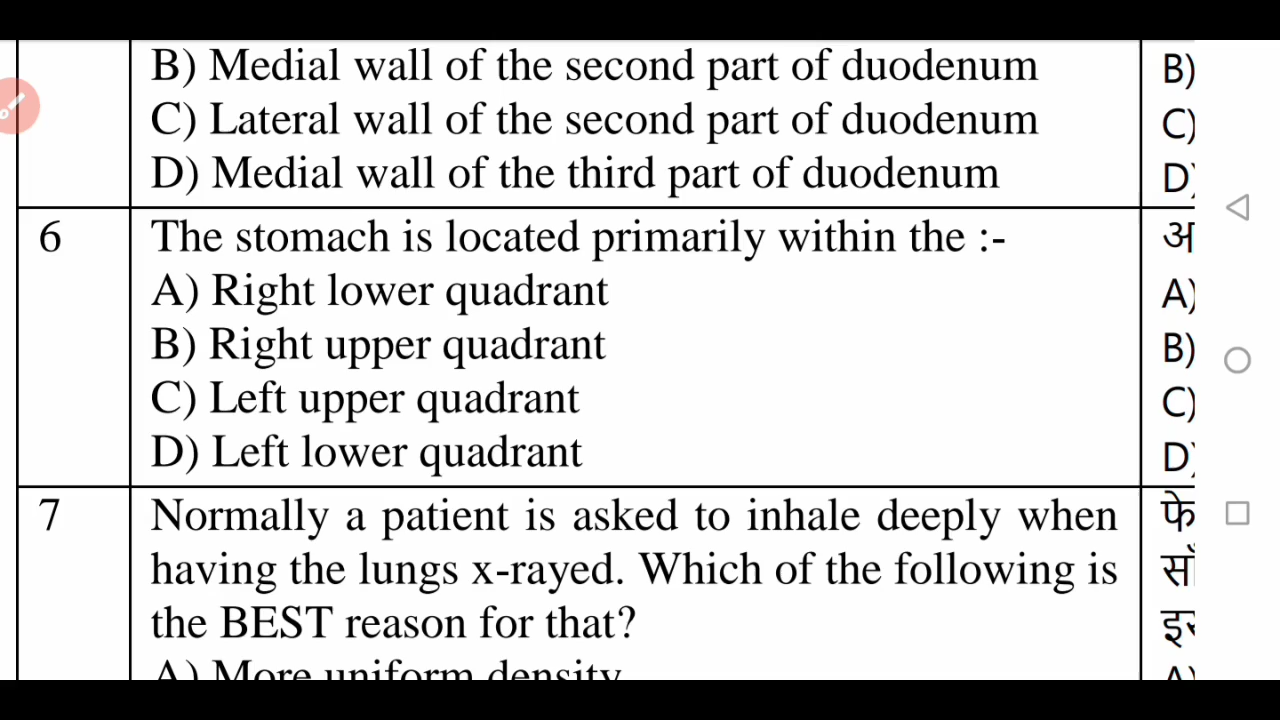 B) Medial wall of the second part of duodenum
B)
C) Lateral wall of the second part of duodenum
C)
D) Medial wall of the third part of duodenum
D)
6
The stomach is located primarily within the :-
अ
A) Right lower quadrant
A)
B) Right upper quadrant
B)
C) Left upper quadrant
C)
D) Left lower quadrant
D)
7
Normally a patient is asked to inhale deeply when
फे
having the lungs x-rayed. Which of the following is
the BEST reason for that?
A) More uniform density
A)